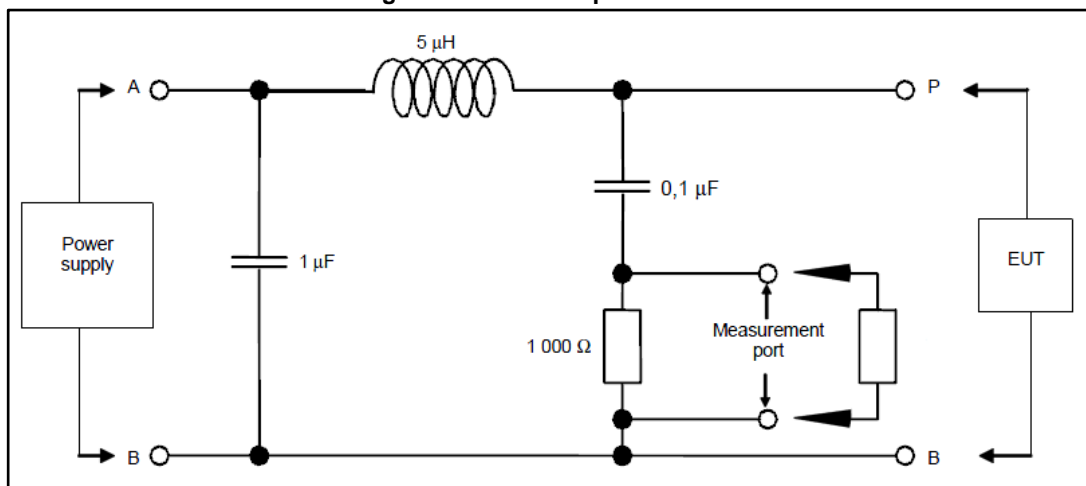 5 µH
A
P
0,1 µF
Power
supply
1 µF
EUT
Measurement
port
1 000 Ω
B
B